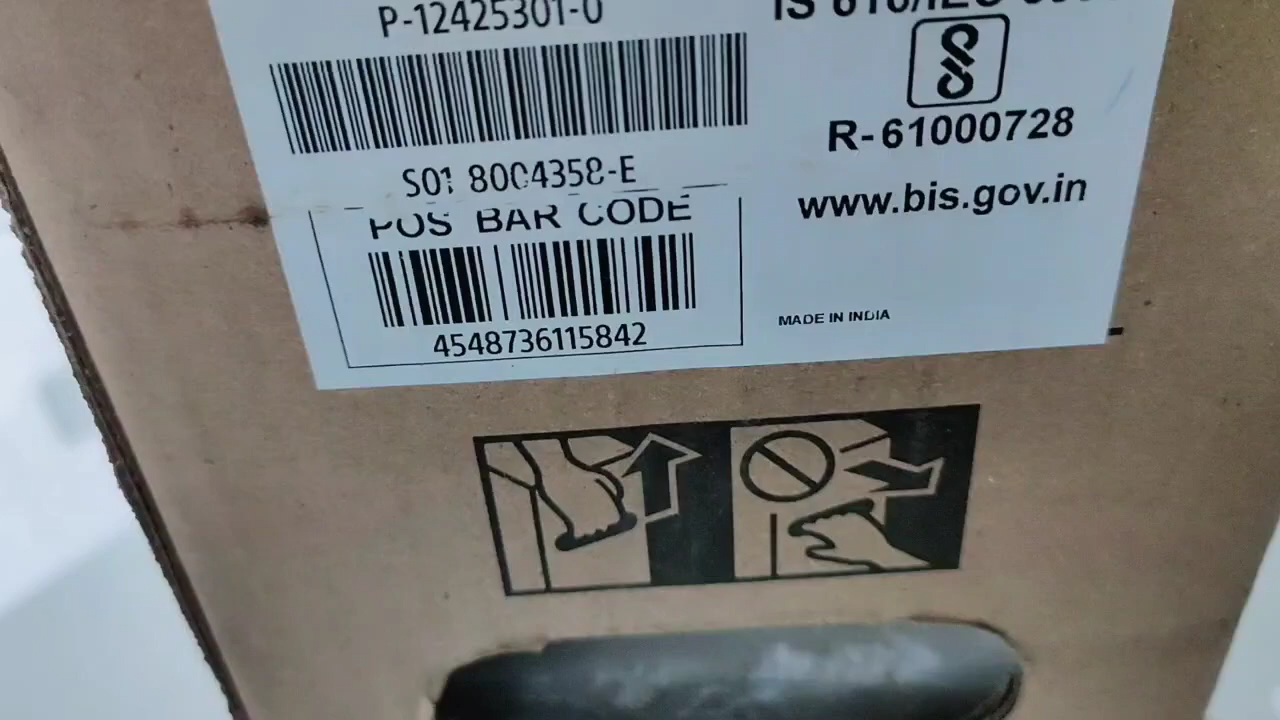 P-12425301-0
S01 8004358-E
POS BAR CODE
4548736115842
R-61000728
www.bis.gov.in
MADE IN INDIA